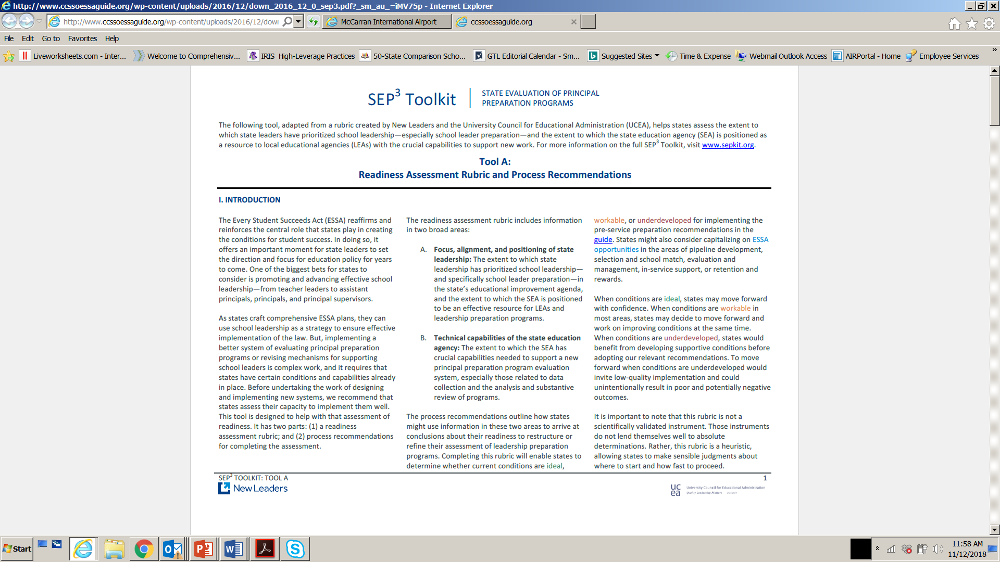 http://www.ccssoessaguide.org/wp-content/uploads/2016/12/down_2016_12_0_sep3.pdf?_sm_au_=iMV75p - Internet Explorer
http://www.ccssoessaguide.org/wp-content/uploads/2016/12/down
McCarran International Airport
ccssoessaguide.org
File Edit Go to Favorites Help
Liveworksheets.com - Inter... Welcome to Comprehensiv... IRIS High-Leverage Practices 50-State Comparison Scho... GTL Editorial Calendar - Sm... Suggested Sites Time & Expense Webmail Outlook Access AIRPortal - Home Employee Services
SEP³ Toolkit
STATE EVALUATION OF PRINCIPAL
PREPARATION PROGRAMS
The following tool, adapted from a rubric created by New Leaders and the University Council for Educational Administration (UCEA), helps states assess the extent to
which state leaders have prioritized school leadership—especially school leader preparation—and the extent to which the state education agency (SEA) is positioned as
a resource to local educational agencies (LEAs) with the crucial capabilities to support new work. For more information on the full SEP³ Toolkit, visit www.sepkit.org.
Tool A:
Readiness Assessment Rubric and Process Recommendations
I. INTRODUCTION
The Every Student Succeeds Act (ESSA) reaffirms and
reinforces the central role that states play in creating
the conditions for student success. In doing so, it
offers an important moment for state leaders to set
the direction and focus for education policy for years
to come. One of the biggest bets for states to
consider is promoting and advancing effective school
leadership—from teacher leaders to assistant
principals, principals, and principal supervisors.
As states craft comprehensive ESSA plans, they can
use school leadership as a strategy to ensure effective
implementation of the law. But, implementing a
better system of evaluating principal preparation
programs or revising mechanisms for supporting
school leaders is complex work, and it requires that
states have certain conditions and capabilities already
in place. Before undertaking the work of designing
and implementing new systems, we recommend that
states assess their capacity to implement them well.
This tool is designed to help with that assessment of
readiness. It has two parts: (1) a readiness
assessment rubric; and (2) process recommendations
for completing the assessment.
The readiness assessment rubric includes information
in two broad areas:
A. Focus, alignment, and positioning of state
leadership: The extent to which state
leadership has prioritized school leadership—
and specifically school leader preparation—in
the state's educational improvement agenda,
and the extent to which the SEA is positioned
to be an effective resource for LEAs and
leadership preparation programs.
B. Technical capabilities of the state education
agency: The extent to which the SEA has
crucial capabilities needed to support a new
principal preparation program evaluation
system, especially those related to data
collection and the analysis and substantive
review of programs.
The process recommendations outline how states
might use information in these two areas to arrive at
conclusions about their readiness to restructure or
refine their assessment of leadership preparation
programs. Completing this rubric will enable states to
determine whether current conditions are ideal,
workable, or underdeveloped for implementing the
pre-service preparation recommendations in the
guide. States might also consider capitalizing on ESSA
opportunities in the areas of pipeline development,
selection and school match, evaluation and
management, in-service support, or retention and
rewards.
When conditions are ideal, states may move forward
with confidence. When conditions are workable in
most areas, states may decide to move forward and
work on improving conditions at the same time.
When conditions are underdeveloped, states would
benefit from developing supportive conditions before
adopting our relevant recommendations. To move
forward when conditions are underdeveloped would
invite low-quality implementation and could
unintentionally result in poor and potentially negative
outcomes.
It is important to note that this rubric is not a
scientifically validated instrument. Those instruments
do not lend themselves well to absolute
determinations. Rather, this rubric is a heuristic,
allowing states to make sensible judgments about
where to start and how fast to proceed.
SEP³ TOOLKIT: TOOL A
1
New Leaders
uc
ea
University Council for Educational Administration
Quality Leadership Matters since 1954
Start
11:58 AM
11/12/2018